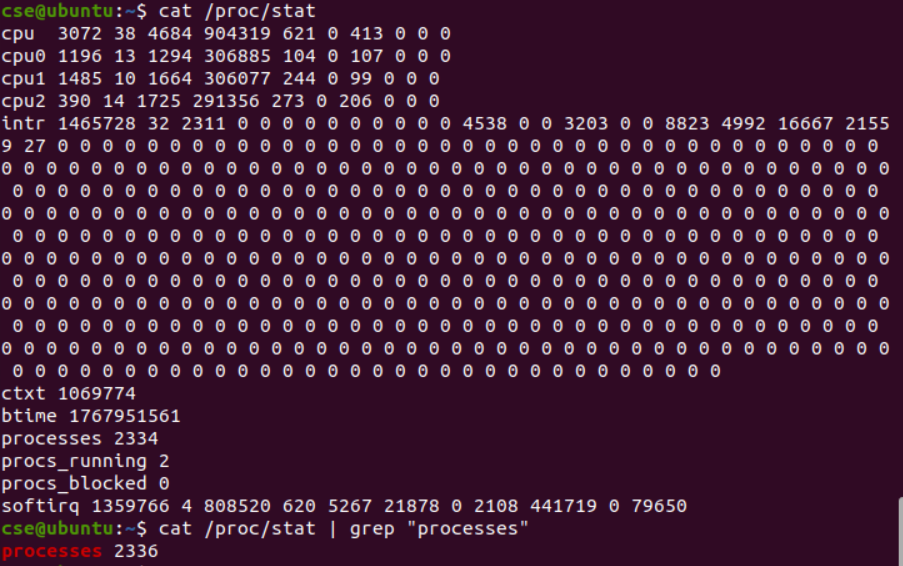 cse@ubuntu:~$ cat /proc/stat
cpu  3072 38 4684 904319 621 0 413 0 0 0
cpu0 1196 13 1294 306885 104 0 107 0 0 0
cpu1 1485 10 1664 306077 244 0 99 0 0 0
cpu2 390 14 1725 291356 273 0 206 0 0 0
intr 1465728 32 2311 0 0 0 0 0 0 0 0 0 0 4538 0 0 3203 0 0 8823 4992 16667 2155
9 27 0 0 0 0 0 0 0 0 0 0 0 0 0 0 0 0 0 0 0 0 0 0 0 0 0 0 0 0 0 0 0 0 0 0 0 0 0
0 0 0 0 0 0 0 0 0 0 0 0 0 0 0 0 0 0 0 0 0 0 0 0 0 0 0 0 0 0 0 0 0 0 0 0 0 0 0 0
 0 0 0 0 0 0 0 0 0 0 0 0 0 0 0 0 0 0 0 0 0 0 0 0 0 0 0 0 0 0 0 0 0 0 0 0 0 0 0
0 0 0 0 0 0 0 0 0 0 0 0 0 0 0 0 0 0 0 0 0 0 0 0 0 0 0 0 0 0 0 0 0 0 0 0 0 0 0 0
 0 0 0 0 0 0 0 0 0 0 0 0 0 0 0 0 0 0 0 0 0 0 0 0 0 0 0 0 0 0 0 0 0 0 0 0 0 0 0
0 0 0 0 0 0 0 0 0 0 0 0 0 0 0 0 0 0 0 0 0 0 0 0 0 0 0 0 0 0 0 0 0 0 0 0 0 0 0 0
 0 0 0 0 0 0 0 0 0 0 0 0 0 0 0 0 0 0 0 0 0 0 0 0 0 0 0 0 0 0 0 0 0 0 0 0 0 0 0
0 0 0 0 0 0 0 0 0 0 0 0 0 0 0 0 0 0 0 0 0 0 0 0 0 0 0 0 0 0 0 0 0 0 0 0 0 0 0 0
 0 0 0 0 0 0 0 0 0 0 0 0 0 0 0 0 0 0 0 0 0 0 0 0 0 0 0 0 0 0 0 0 0 0 0 0 0 0 0
0 0 0 0 0 0 0 0 0 0 0 0 0 0 0 0 0 0 0 0 0 0 0 0 0 0 0 0 0 0 0 0 0 0 0 0 0 0 0 0
 0 0 0 0 0 0 0 0 0 0 0 0 0 0 0 0 0 0 0 0 0 0 0 0 0 0 0 0 0 0 0 0
ctxt 1069774
btime 1767951561
processes 2334
procs_running 2
procs_blocked 0
softirq 1359766 4 808520 620 5267 21878 0 2108 441719 0 79650
cse@ubuntu:~$ cat /proc/stat | grep "processes"
processes 2336